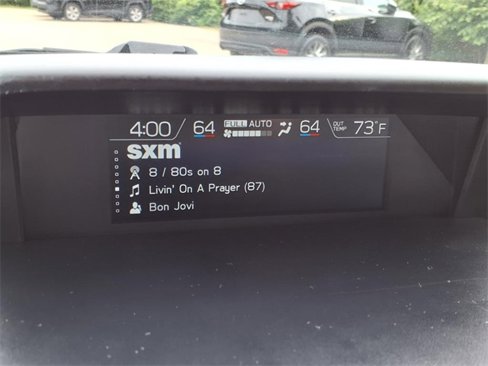 4:00 64 FULL AUTO 64 OUT TEMP 73°F
sxm
8 / 80s on 8
Livin' On A Prayer (87)
Bon Jovi